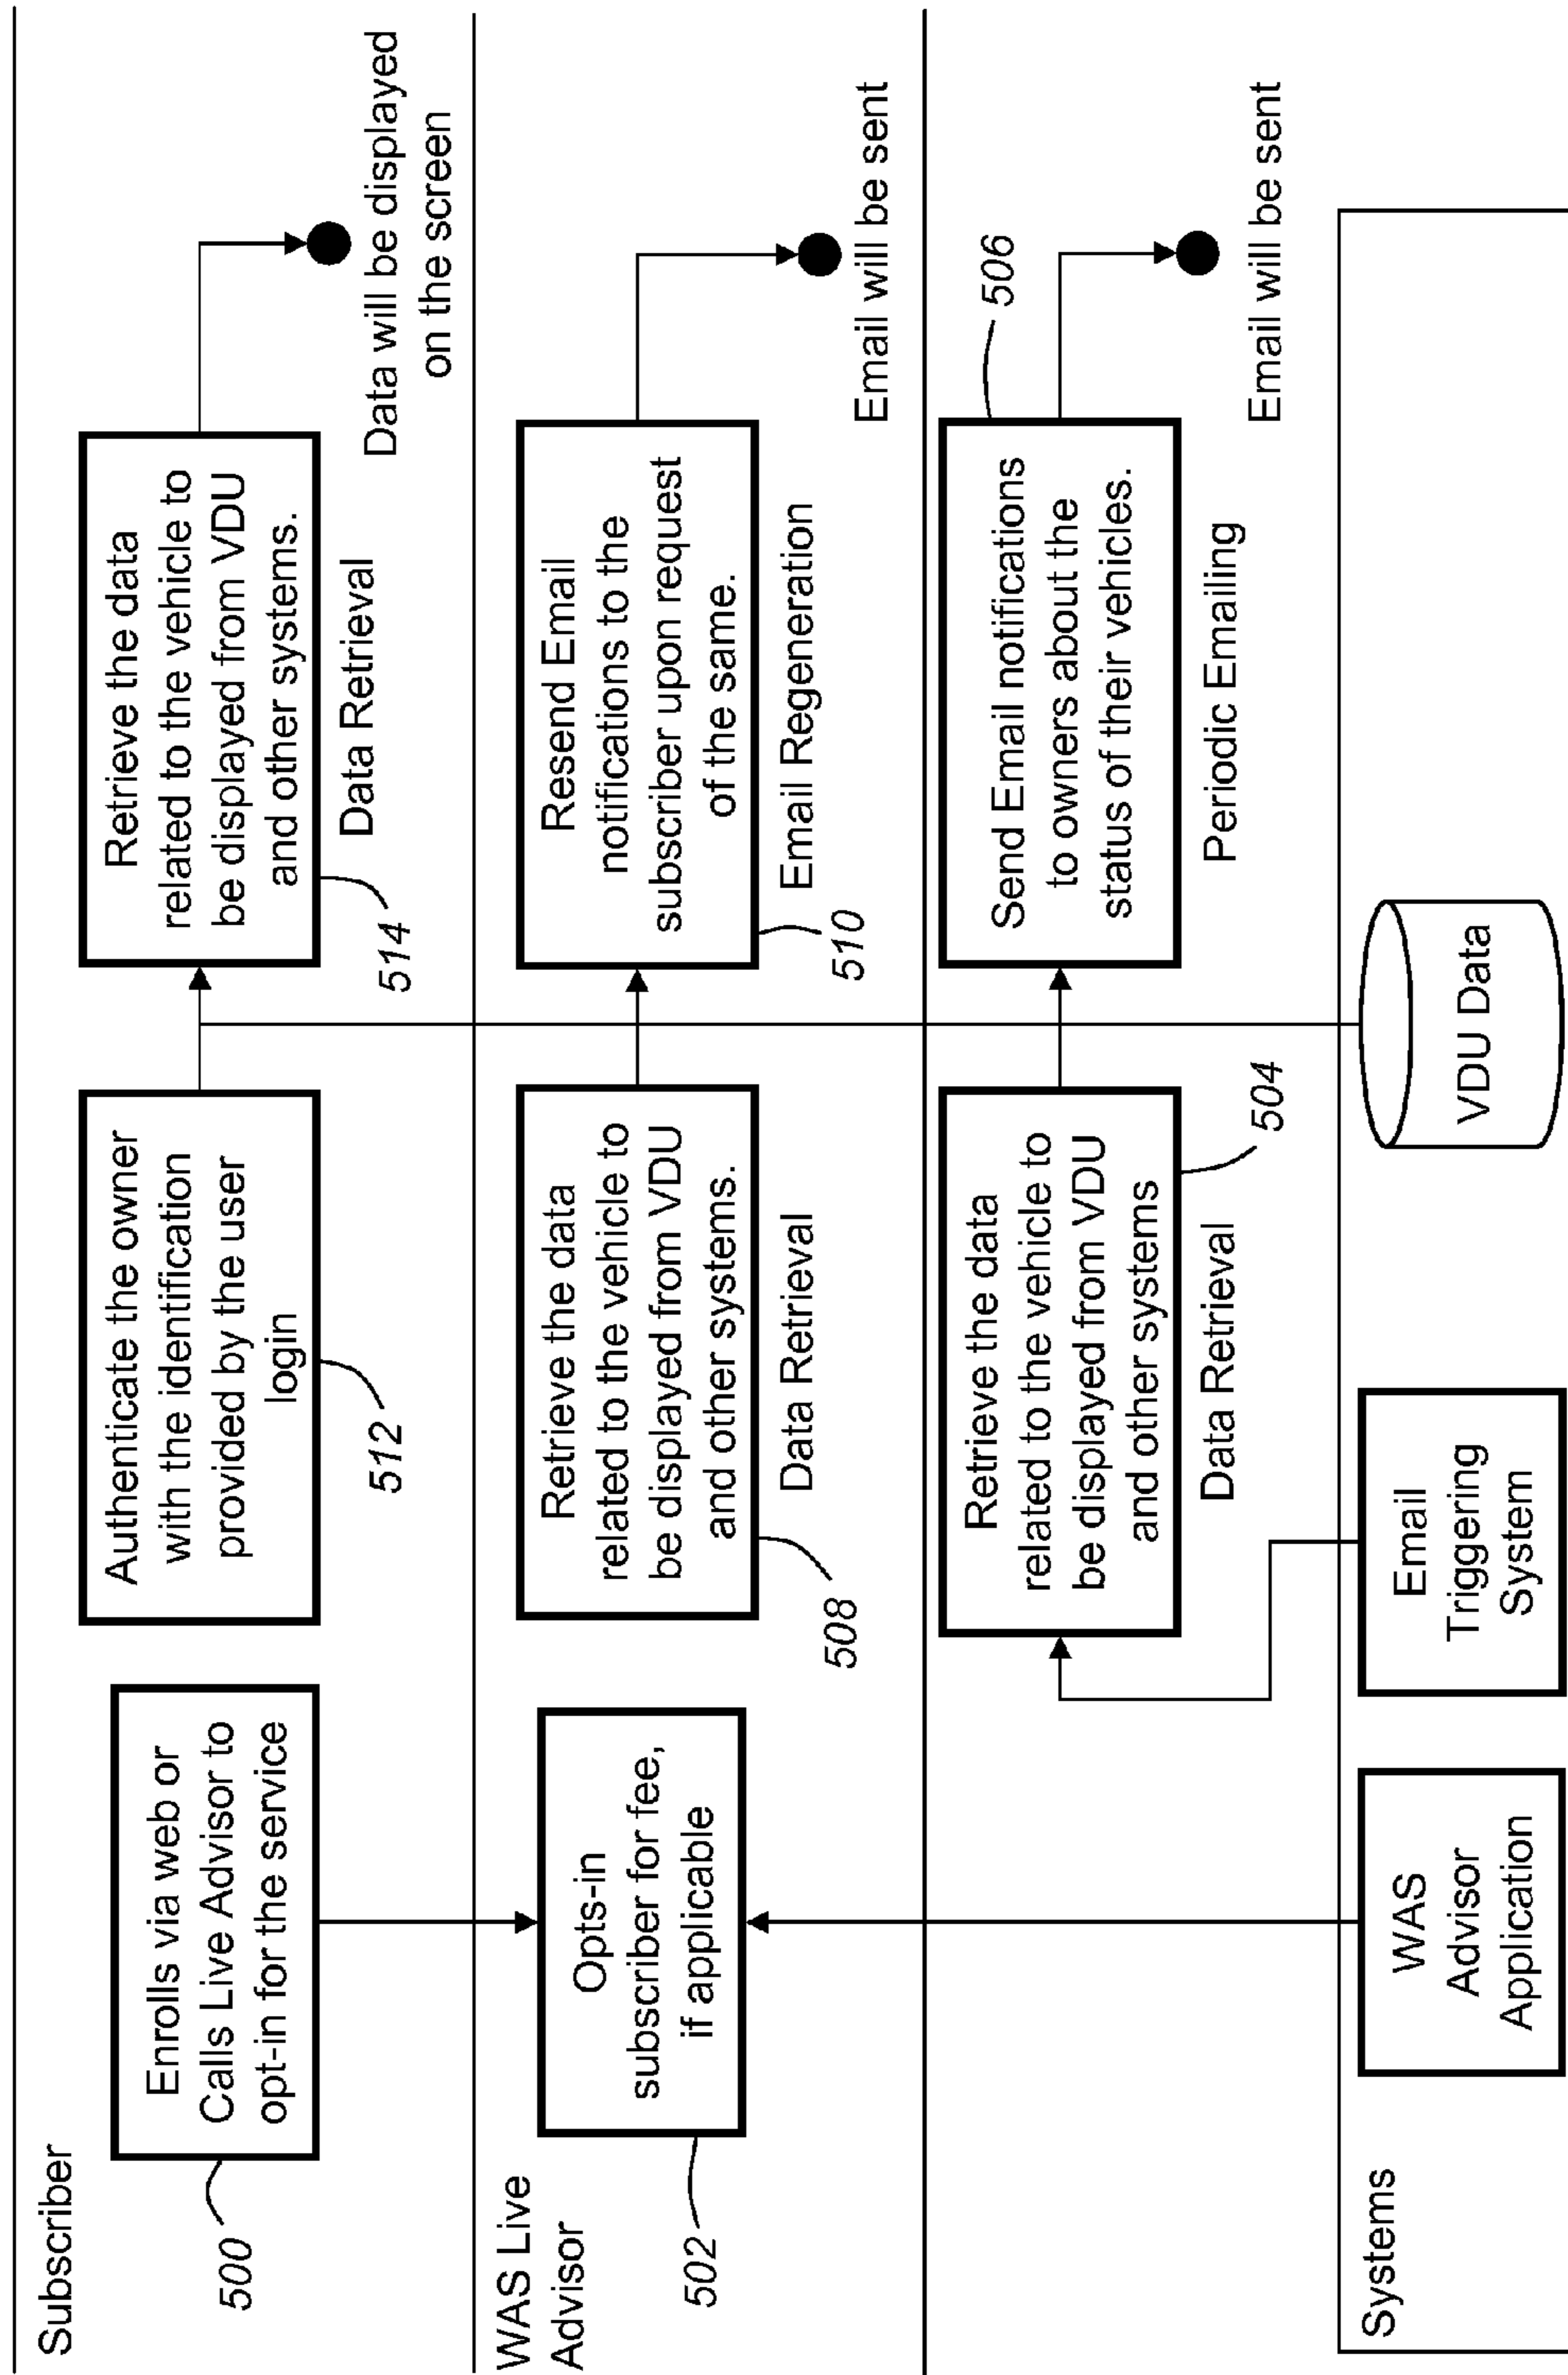 Subscriber
500
Enrolls via web or
Calls Live Advisor to
opt-in for the service
Authenticate the owner
with the identification
provided by the user
login
512
Retrieve the data
related to the vehicle to
be displayed from VDU
and other systems.
514
Data Retrieval
Data will be displayed
on the screen
WAS Live
Advisor
502
Opts-in
subscriber for fee,
if applicable
Retrieve the data
related to the vehicle to
be displayed from VDU
and other systems.
508
Data Retrieval
Resend Email
notifications to the
subscriber upon request
of the same.
510
Email Regeneration
Email will be sent
Retrieve the data
related to the vehicle to
be displayed from VDU
and other systems
504
Data Retrieval
Send Email notifications
to owners about the
status of their vehicles.
506
Periodic Emailing
Email will be sent
Systems
WAS
Advisor
Application
Email
Triggering
System
VDU Data